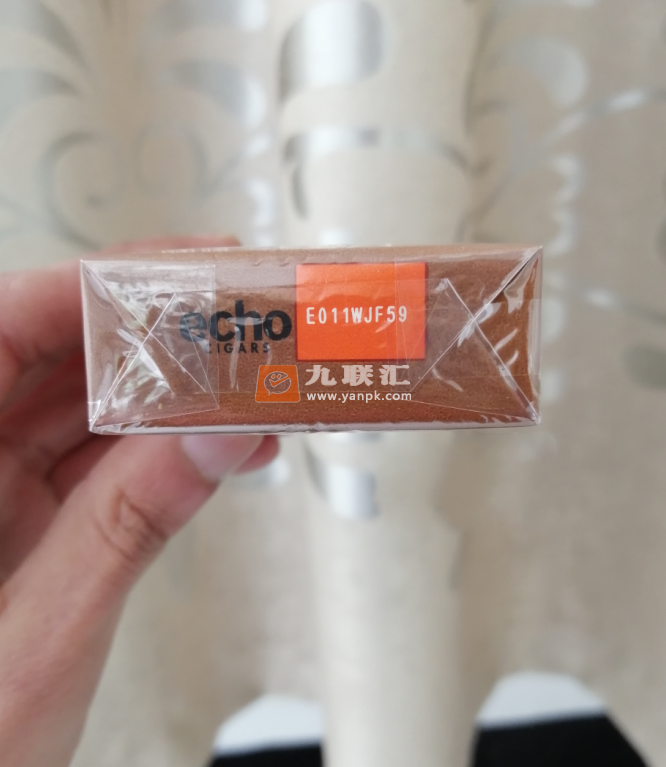 echo
CIGARS
E011WJF59
九联汇
www.yanpk.com